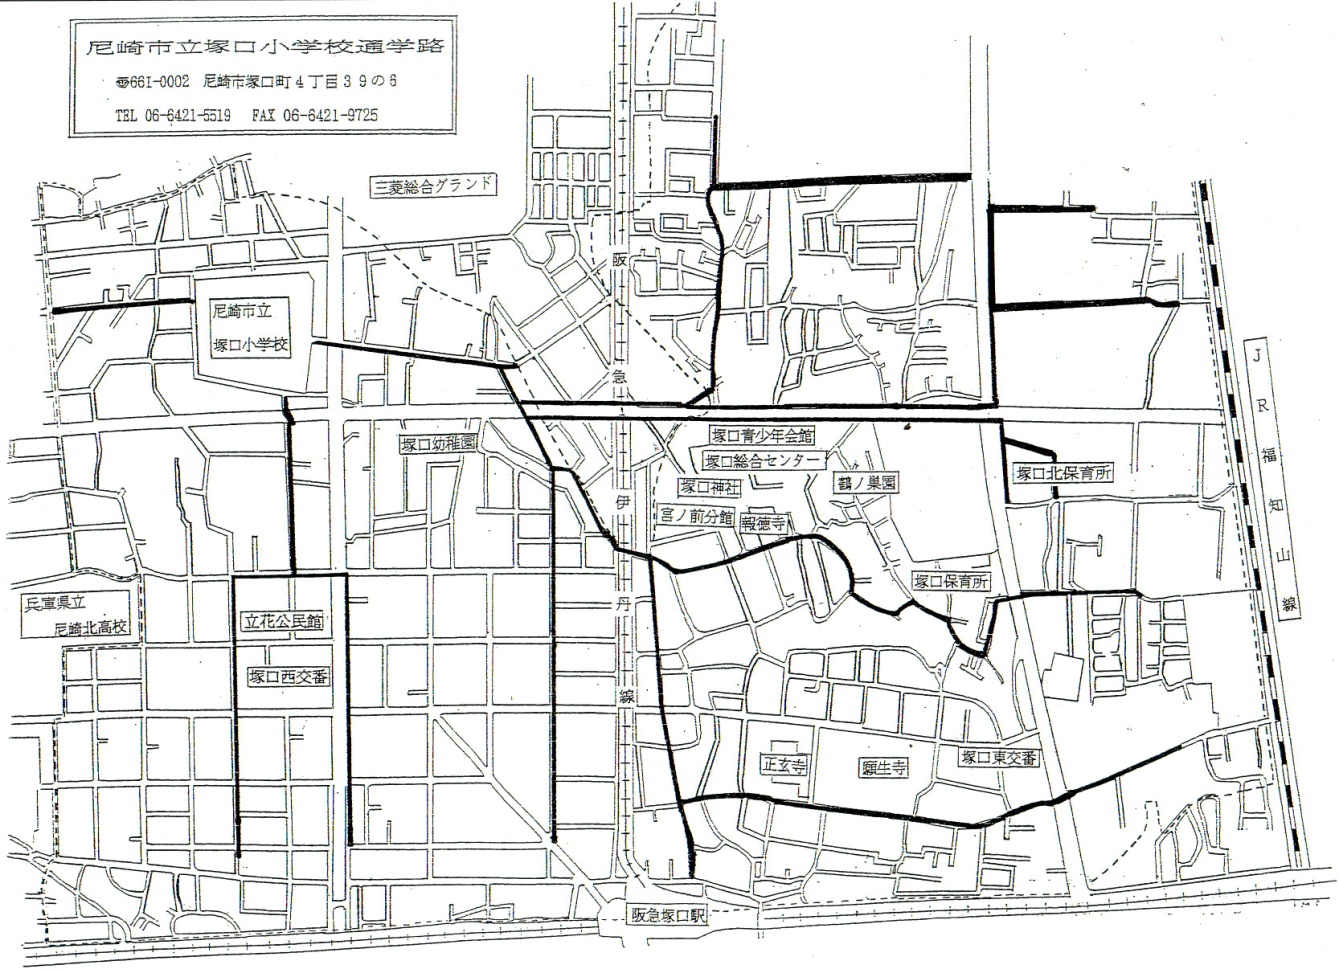 尼崎市立塚口小学校通学路
〠661-0002 尼崎市塚口町4丁目39の6
TEL 06-6421-5519 FAX 06-6421-9725
三菱総合グランド
阪急伊丹線
尼崎市立
塚口小学校
JR福知山線
塚口幼稚園
塚口青少年会館
塚口総合センター
塚口神社
鶴ノ巣園
塚口北保育所
宮ノ前分館
報徳寺
塚口保育所
兵庫県立
尼崎北高校
立花公民館
塚口西交番
正玄寺
願生寺
塚口東交番
阪急塚口駅